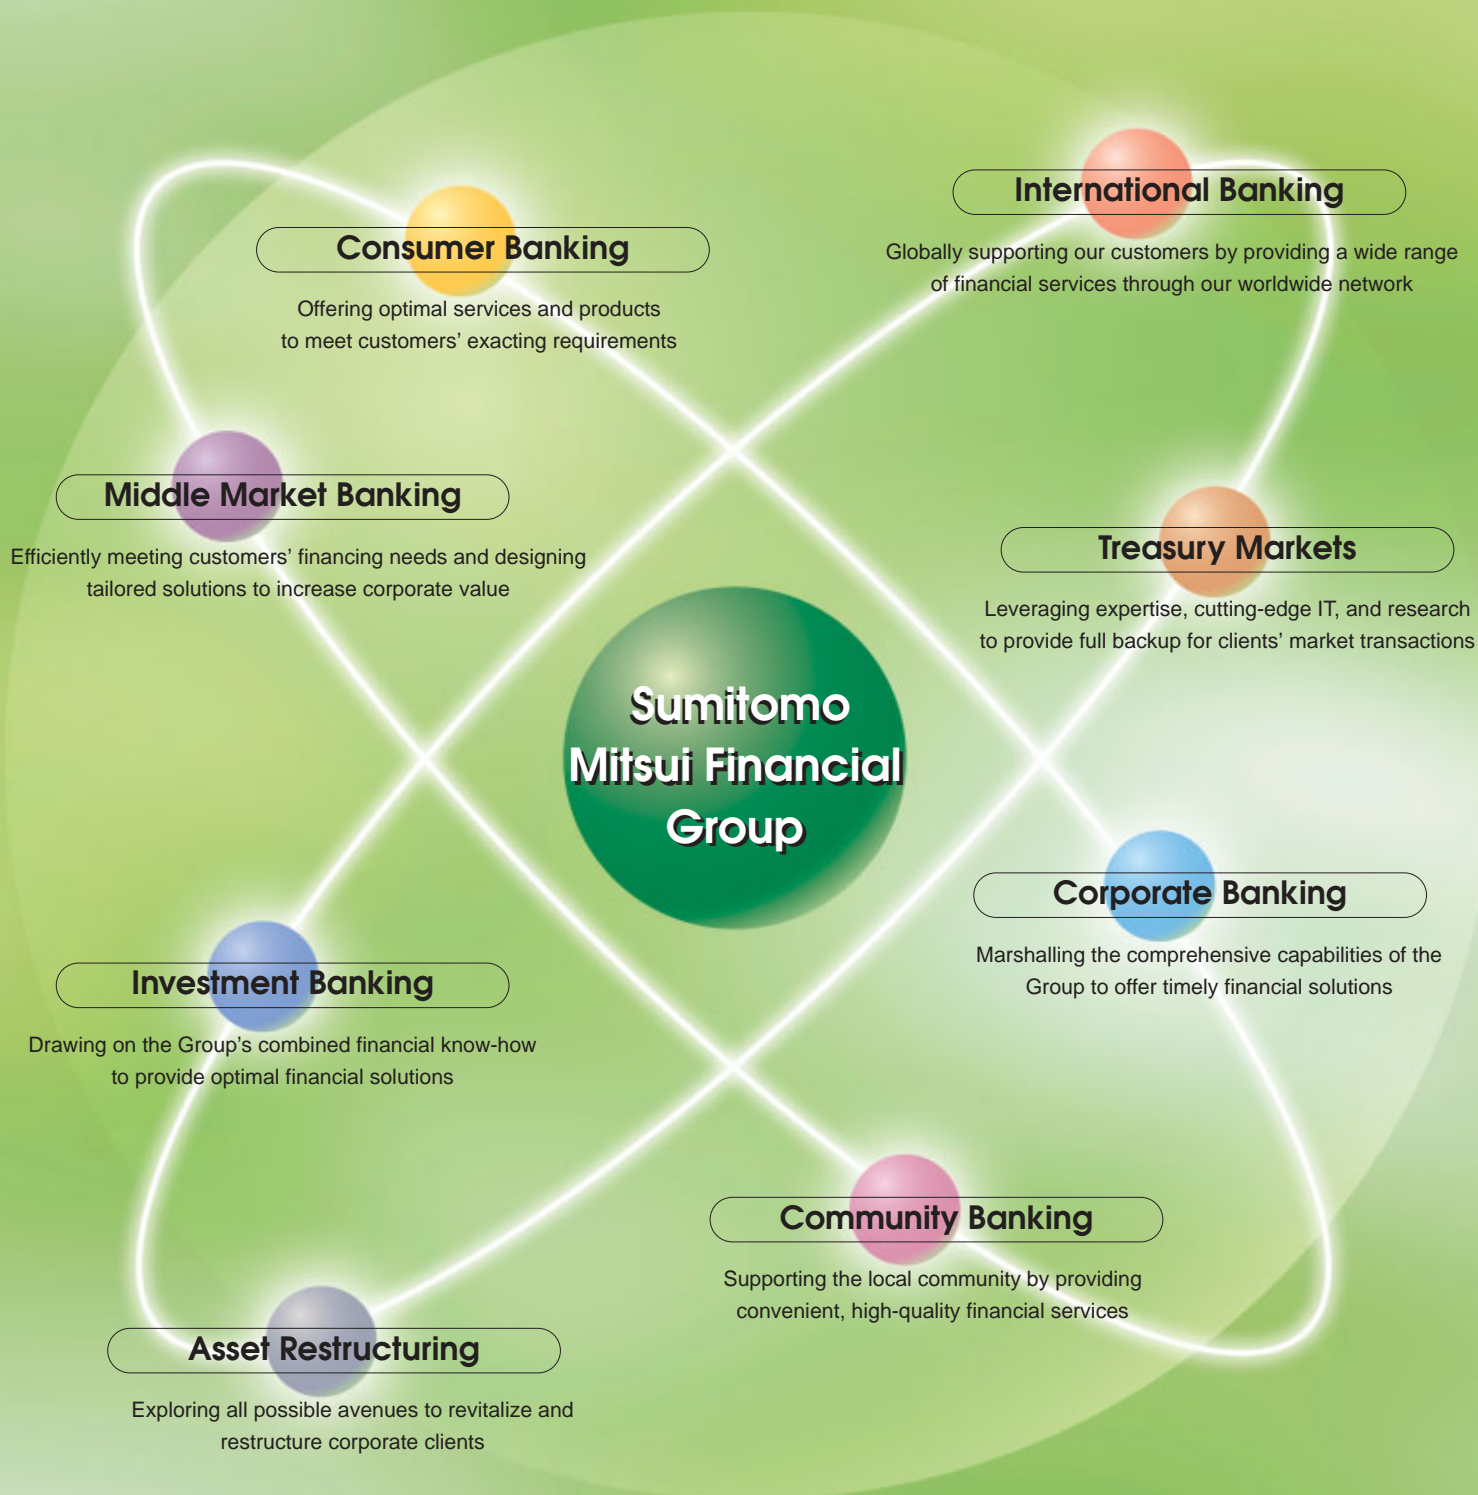 International Banking
Globally supporting our customers by providing a wide range
of financial services through our worldwide network
Consumer Banking
Offering optimal services and products
to meet customers’ exacting requirements
Middle Market Banking
Efficiently meeting customers’ financing needs and designing
tailored solutions to increase corporate value
Treasury Markets
Leveraging expertise, cutting-edge IT, and research
to provide full backup for clients’ market transactions
Sumitomo
Mitsui Financial
Group
Corporate Banking
Marshalling the comprehensive capabilities of the
Group to offer timely financial solutions
Investment Banking
Drawing on the Group’s combined financial know-how
to provide optimal financial solutions
Community Banking
Supporting the local community by providing
convenient, high-quality financial services
Asset Restructuring
Exploring all possible avenues to revitalize and
restructure corporate clients